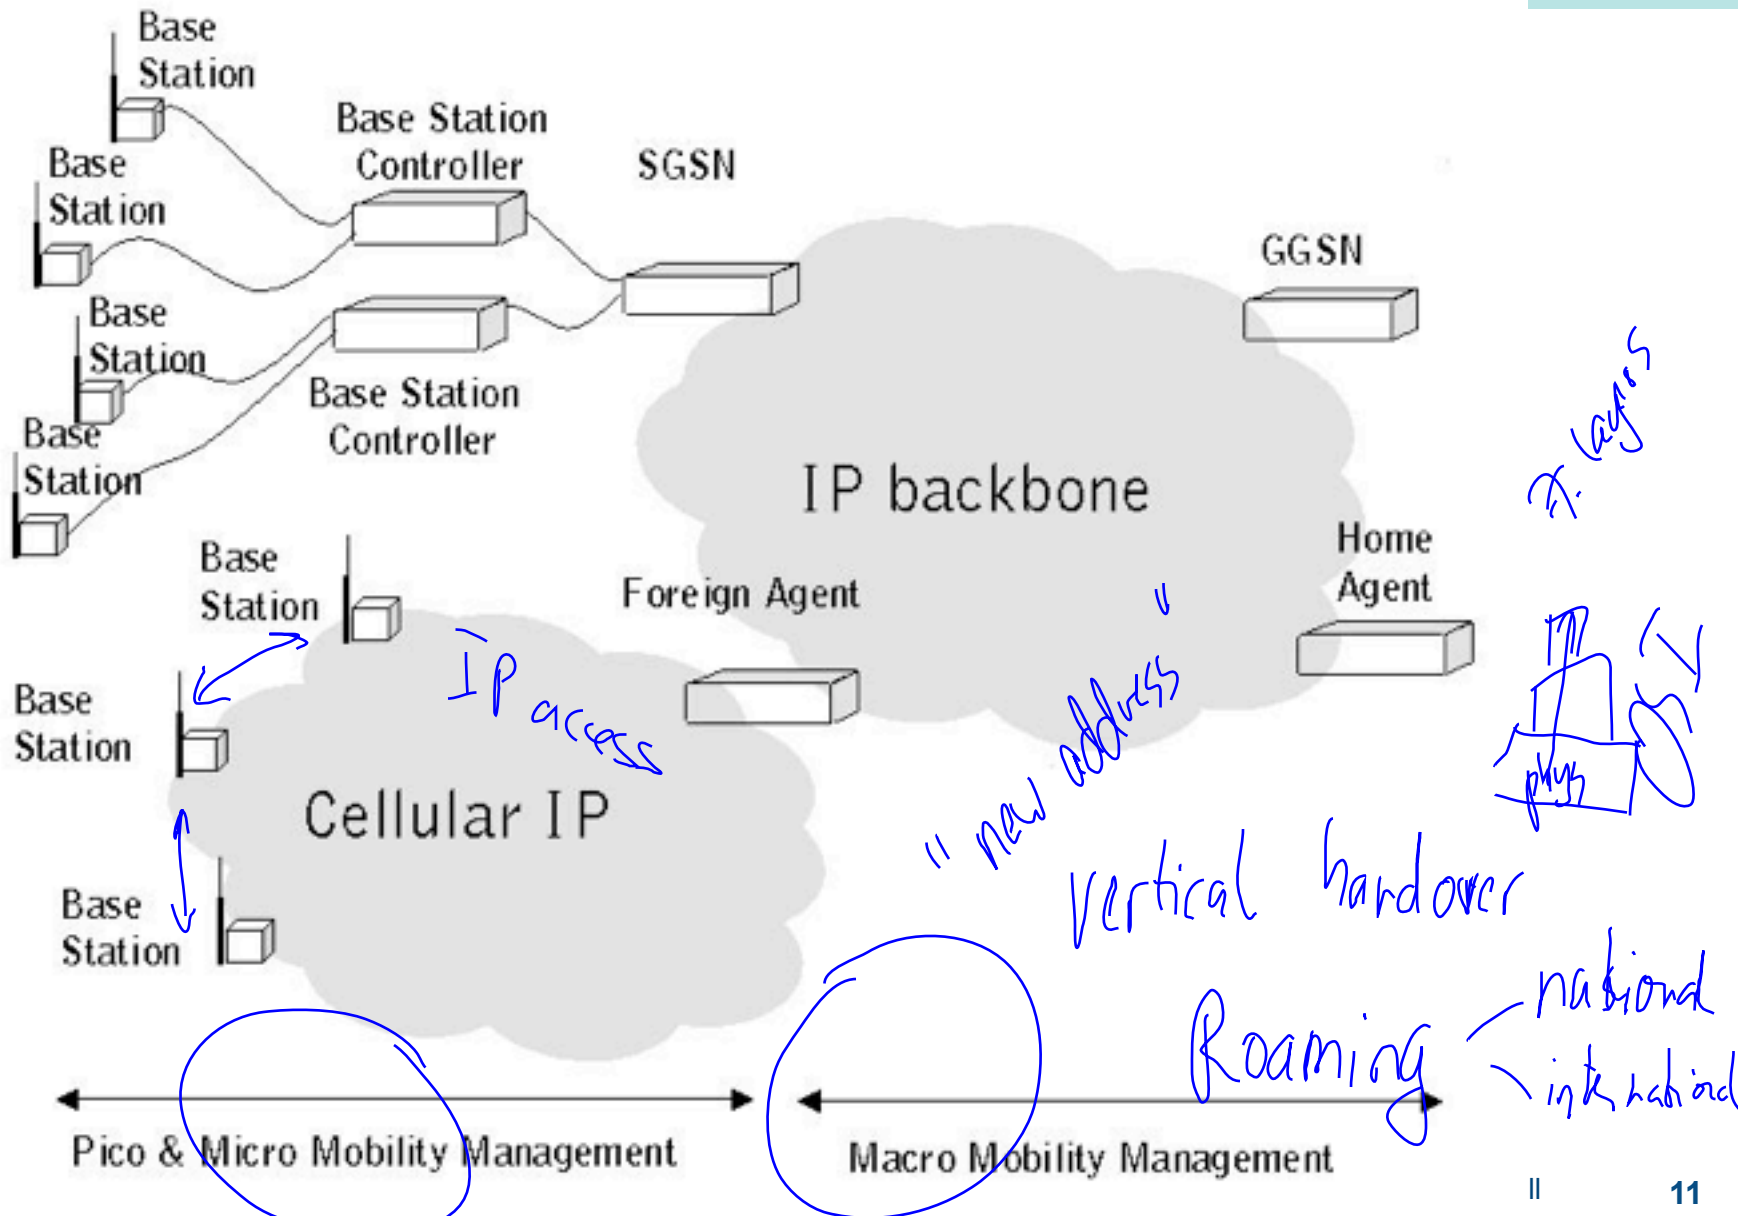 Base
Station
Base Station
Controller
SGSN
Base
Station
GGSN
Base
Station
Base Station
Controller
Base
Station
IP backbone
Home
Agent
Base
Station
Foreign Agent
IP access
Base
Station
"new address"
phys
Cellular IP
vertical handover
Base
Station
national
Roaming
international
Pico & Micro Mobility Management
Macro Mobility Management
II
11